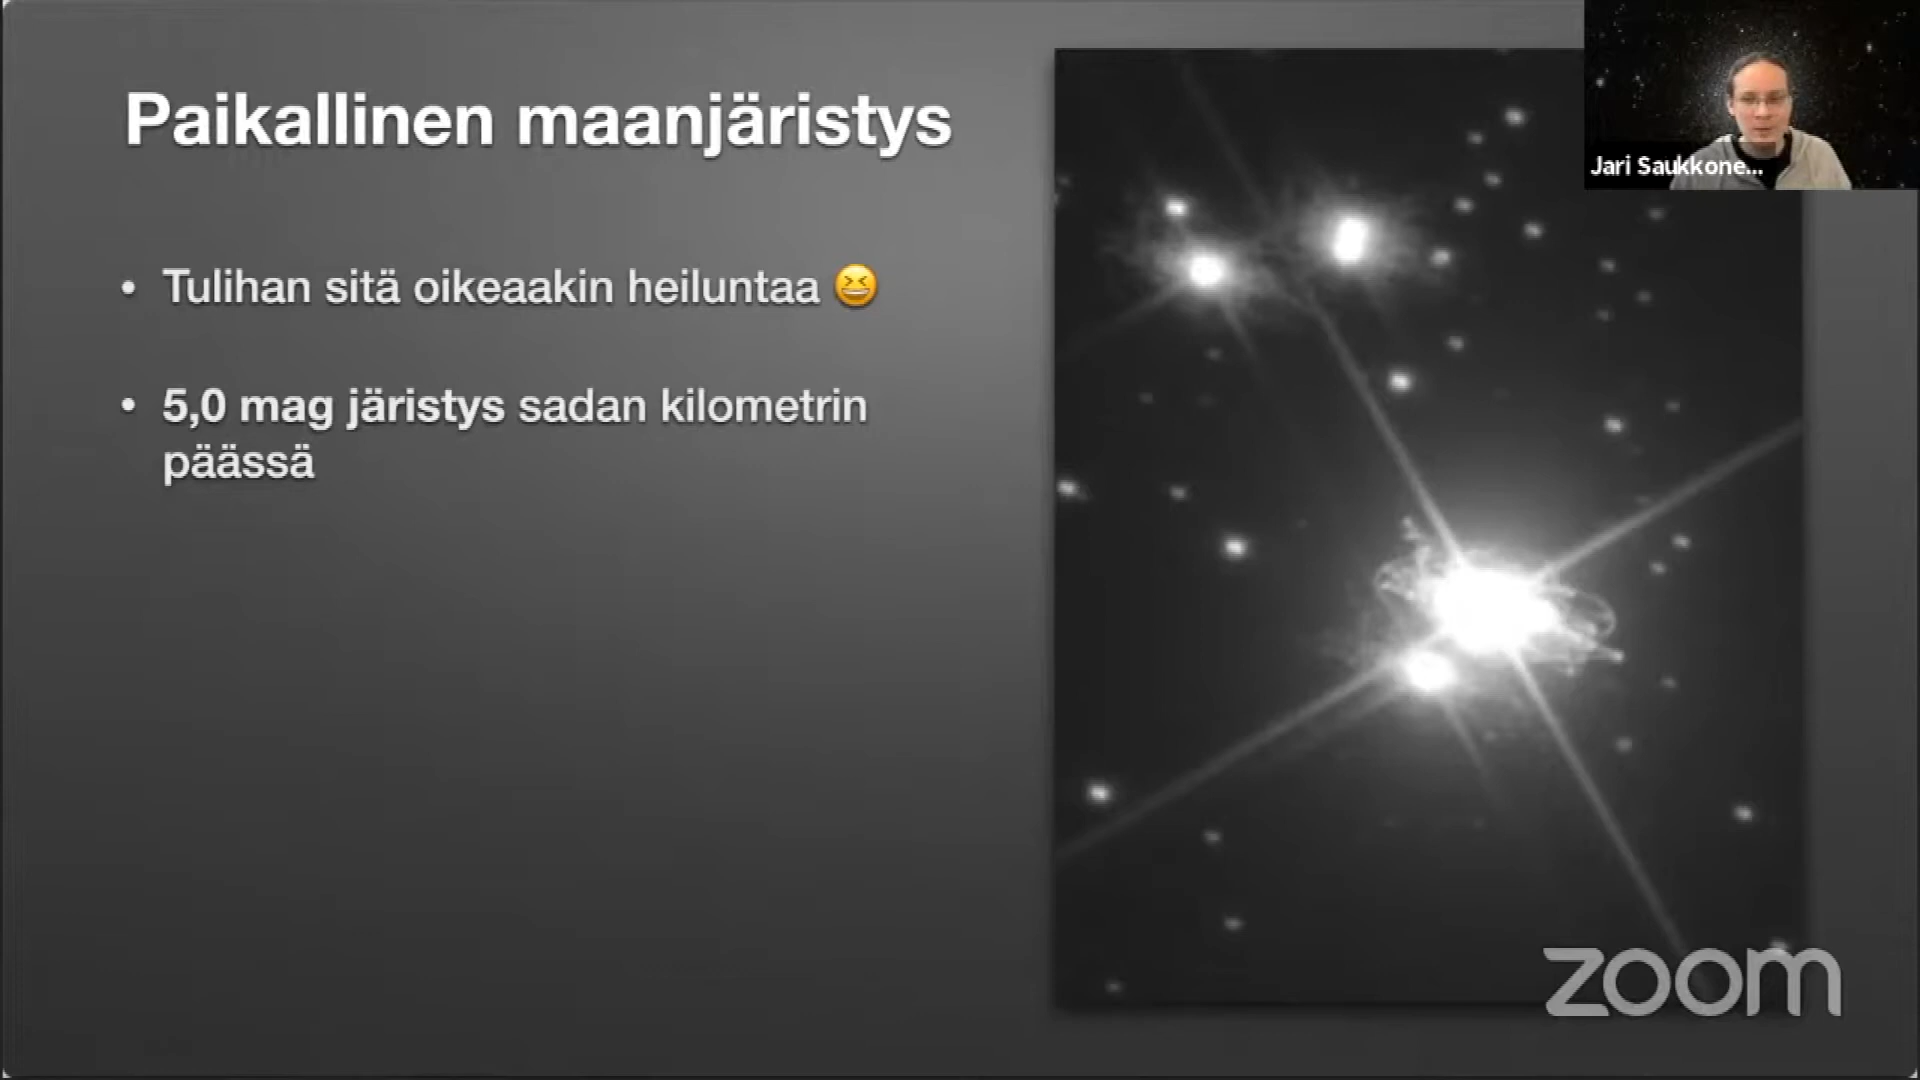 Paikallinen maanjäristys
Jari Saukkone...
• Tulihan sitä oikeaakin heiluntaa 😆
• 5,0 mag järistys sadan kilometrin
päässä
zoom